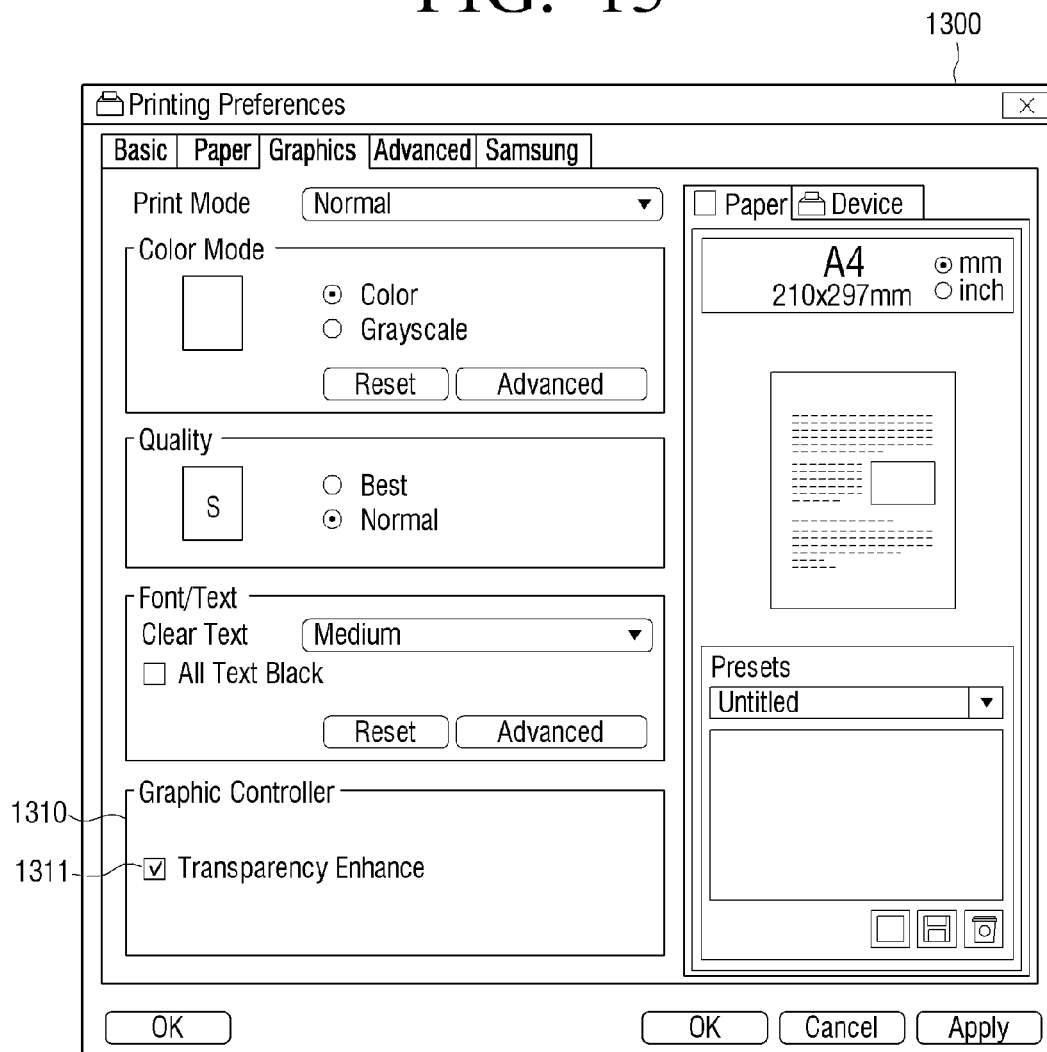 FIG. 13
1300
Printing Preferences
Basic Paper Graphics Advanced Samsung
Print Mode Normal
Color Mode
Color
Grayscale
Reset Advanced
Quality
S
Best
Normal
Font/Text
Clear Text Medium
All Text Black
Reset Advanced
Graphic Controller
1310
1311
Transparency Enhance
Paper Device
A4
210x297mm
mm
inch
Presets
Untitled
OK OK Cancel Apply